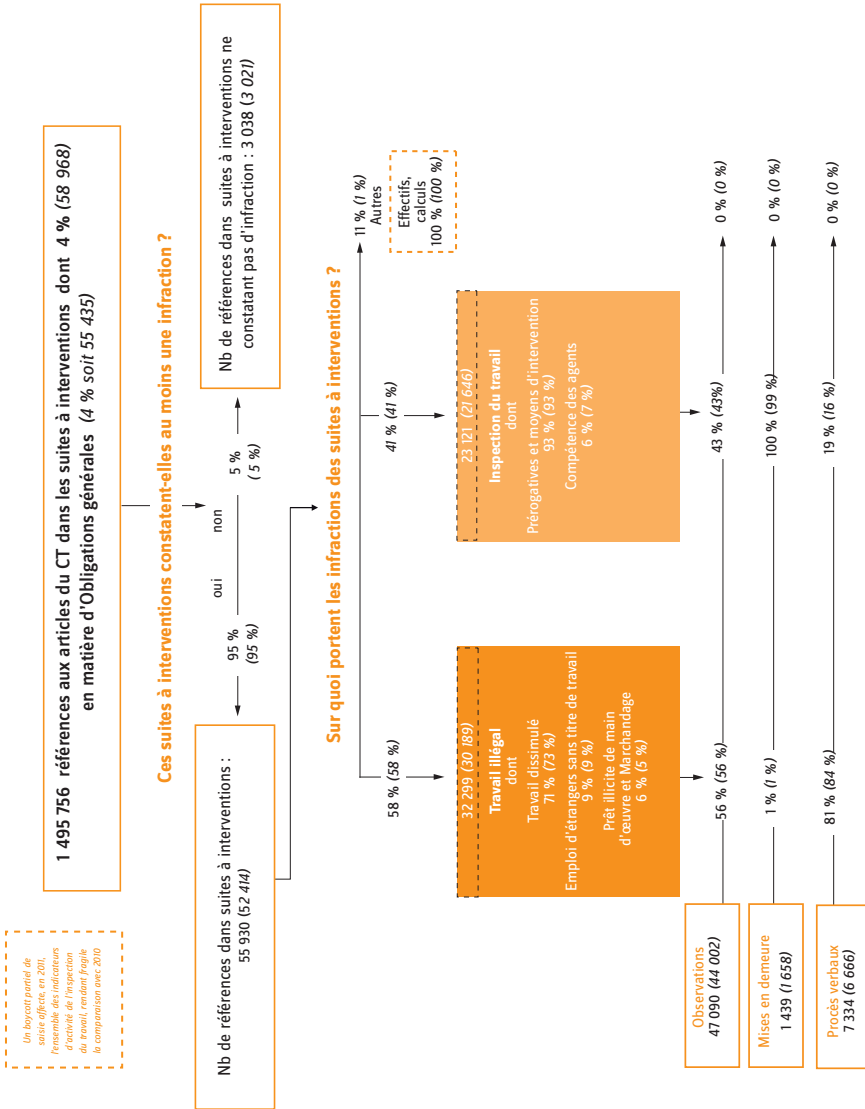 Un boycott partiel de
saisie affecte, en 2011,
l'ensemble des indicateurs
d'activité de l'inspection
du travail, rendant fragile
la comparaison avec 2010
1 495 756 références aux articles du CT dans les suites à interventions dont 4 % (58 968)
en matière d'Obligations générales (4 % soit 55 435)
Ces suites à interventions constatent-elles au moins une infraction ?
95 %
(95 %)
oui
non
5 %
(5 %)
Nb de références dans suites à interventions :
55 930 (52 414)
Nb de références dans suites à interventions ne
constatant pas d'infraction : 3 038 (3 021)
Sur quoi portent les infractions des suites à interventions ?
58 % (58 %)
41 % (41 %)
11 % (1 %)
Autres
Effectifs,
calculs
100 % (100 %)
32 299 (30 189)
Travail illégal
dont
Travail dissimulé
71 % (73 %)
Emploi d'étrangers sans titre de travail
9 % (9 %)
Prêt illicite de main
d'œuvre et Marchandage
6 % (5 %)
23 121 (21 646)
Inspection du travail
dont
Prérogatives et moyens d'intervention
93 % (93 %)
Compétence des agents
6 % (7 %)
Observations
47 090 (44 002)
56 % (56 %)
43 % (43%)
0 % (0 %)
Mises en demeure
1 439 (1 658)
1 % (1 %)
100 % (99 %)
0 % (0 %)
Procès verbaux
7 334 (6 666)
81 % (84 %)
19 % (16 %)
0 % (0 %)